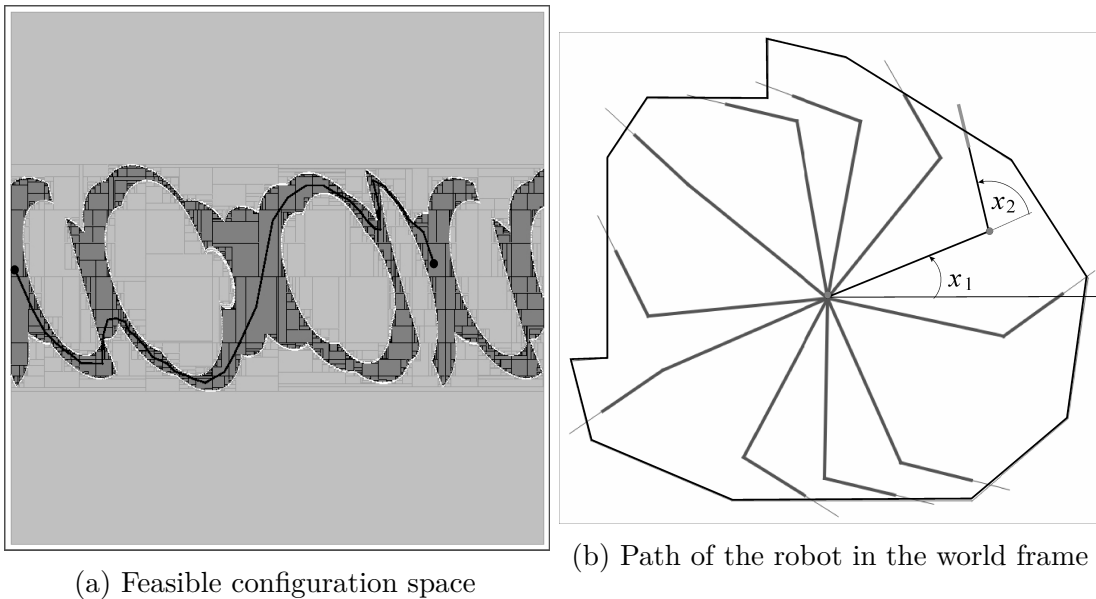 x₂
x₁
(b) Path of the robot in the world frame
(a) Feasible configuration space